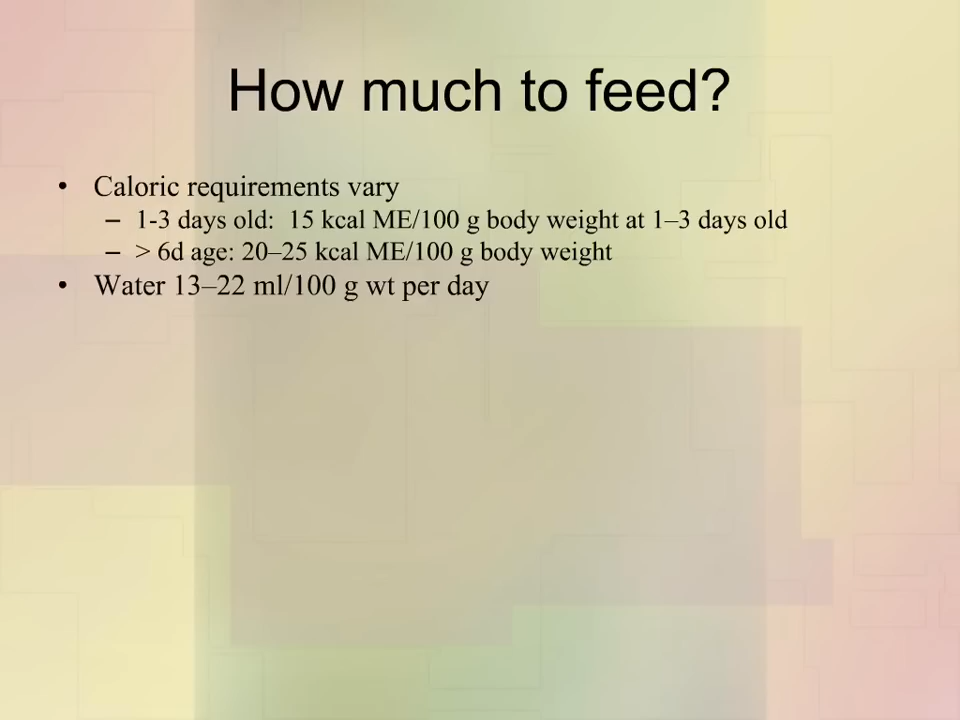 How much to feed?
• Caloric requirements vary
– 1-3 days old:  15 kcal ME/100 g body weight at 1–3 days old
– > 6d age: 20–25 kcal ME/100 g body weight
• Water 13–22 ml/100 g wt per day